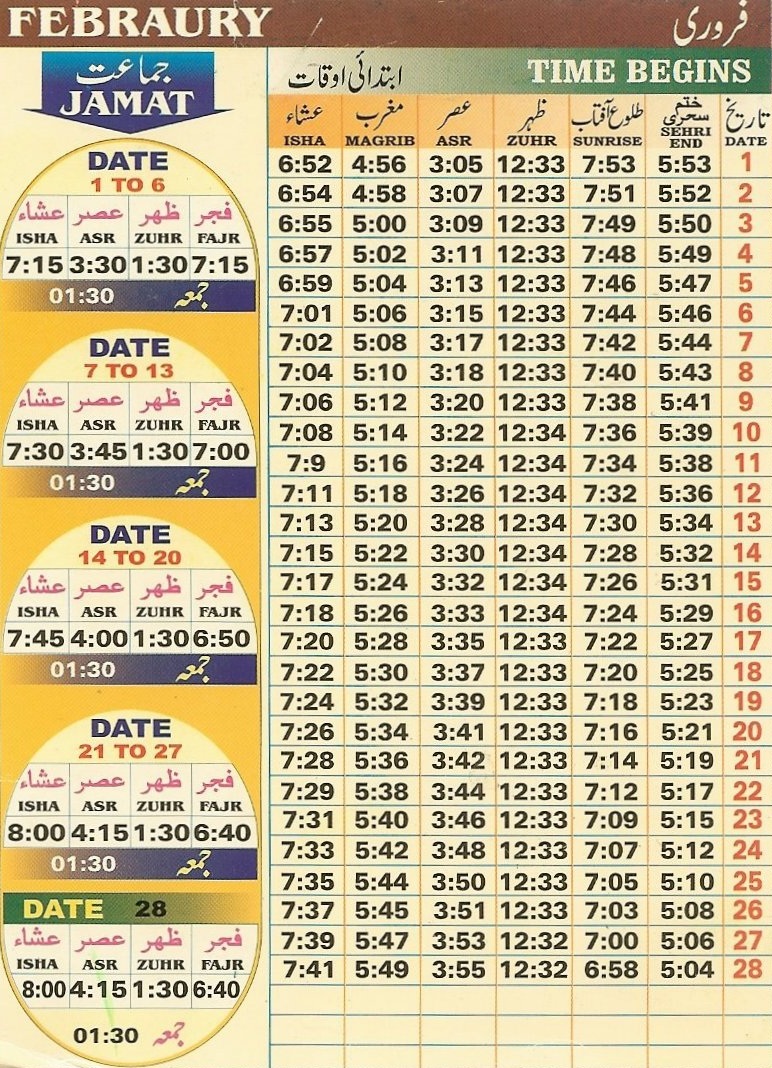 FEBRAURY فروری
جماعت
JAMAT
DATE
1 TO 6
عشاء عصر ظهر فجر
ISHA ASR ZUHR FAJR
7:15 3:30 1:30 7:15
01:30 جمعہ
DATE
7 TO 13
عشاء عصر ظهر فجر
ISHA ASR ZUHR FAJR
7:30 3:45 1:30 7:00
01:30 جمعہ
DATE
14 TO 20
عشاء عصر ظهر فجر
ISHA ASR ZUHR FAJR
7:45 4:00 1:30 6:50
01:30 جمعہ
DATE
21 TO 27
عشاء عصر ظهر فجر
ISHA ASR ZUHR FAJR
8:00 4:15 1:30 6:40
01:30 جمعہ
DATE 28
عشاء عصر ظهر فجر
ISHA ASR ZUHR FAJR
8:00 4:15 1:30 6:40
01:30 جمعہ
ابتدائی اوقات TIME BEGINS
عشاء مغرب عصر ظہر طلوع آفتاب ختم سحری تاریخ
ISHA MAGRIB ASR ZUHR SUNRISE SEHRI END DATE
6:52 4:56 3:05 12:33 7:53 5:53 1
6:54 4:58 3:07 12:33 7:51 5:52 2
6:55 5:00 3:09 12:33 7:49 5:50 3
6:57 5:02 3:11 12:33 7:48 5:49 4
6:59 5:04 3:13 12:33 7:46 5:47 5
7:01 5:06 3:15 12:33 7:44 5:46 6
7:02 5:08 3:17 12:33 7:42 5:44 7
7:04 5:10 3:18 12:33 7:40 5:43 8
7:06 5:12 3:20 12:33 7:38 5:41 9
7:08 5:14 3:22 12:34 7:36 5:39 10
7:9 5:16 3:24 12:34 7:34 5:38 11
7:11 5:18 3:26 12:34 7:32 5:36 12
7:13 5:20 3:28 12:34 7:30 5:34 13
7:15 5:22 3:30 12:34 7:28 5:32 14
7:17 5:24 3:32 12:34 7:26 5:31 15
7:18 5:26 3:33 12:34 7:24 5:29 16
7:20 5:28 3:35 12:33 7:22 5:27 17
7:22 5:30 3:37 12:33 7:20 5:25 18
7:24 5:32 3:39 12:33 7:18 5:23 19
7:26 5:34 3:41 12:33 7:16 5:21 20
7:28 5:36 3:42 12:33 7:14 5:19 21
7:29 5:38 3:44 12:33 7:12 5:17 22
7:31 5:40 3:46 12:33 7:09 5:15 23
7:33 5:42 3:48 12:33 7:07 5:12 24
7:35 5:44 3:50 12:33 7:05 5:10 25
7:37 5:45 3:51 12:33 7:03 5:08 26
7:39 5:47 3:53 12:32 7:00 5:06 27
7:41 5:49 3:55 12:32 6:58 5:04 28